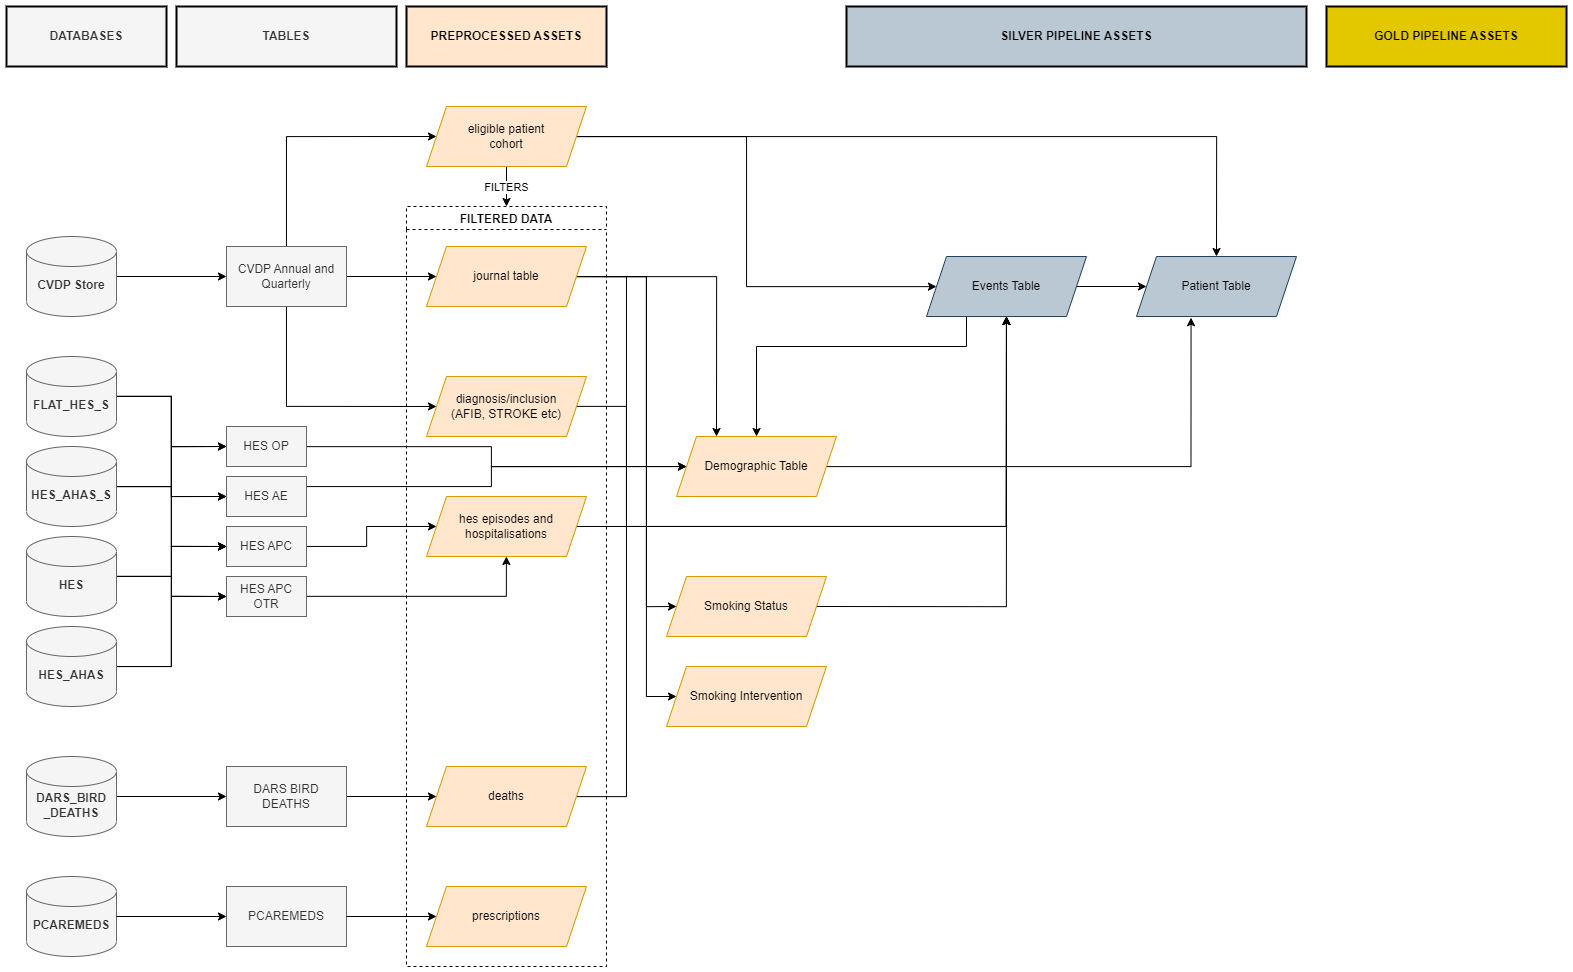 DATABASES
TABLES
PREPROCESSED ASSETS
SILVER PIPELINE ASSETS
GOLD PIPELINE ASSETS
eligible patient
cohort
FILTERS
FILTERED DATA
CVDP Store
CVDP Annual and
Quarterly
journal table
Events Table
Patient Table
FLAT_HES_S
diagnosis/inclusion
(AFIB, STROKE etc)
HES OP
HES_AHAS_S
HES AE
Demographic Table
hes episodes and
hospitalisations
HES APC
HES
HES APC
OTR
Smoking Status
HES_AHAS
Smoking Intervention
DARS_BIRD
_DEATHS
DARS BIRD
DEATHS
deaths
PCAREMEDS
PCAREMEDS
prescriptions